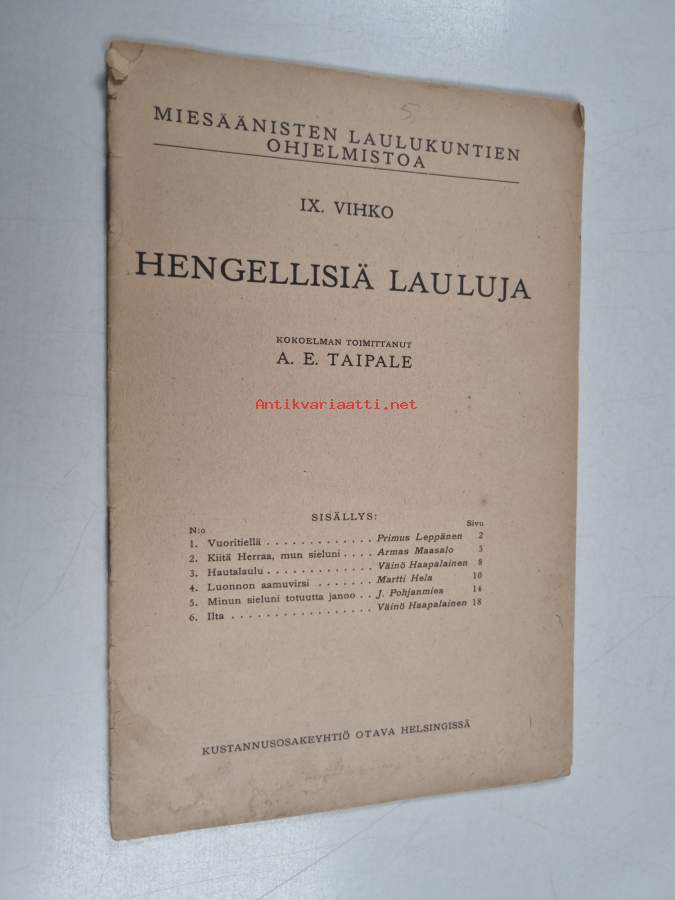 5
MIESÄÄNISTEN LAULUKUNTIEN
OHJELMISTOA
IX. VIHKO
HENGELLISIÄ LAULUJA
KOKOELMAN TOIMITTANUT
A. E. TAIPALE
Antikvariaatti.net
SISÄLLYS:
N:o Sivu
1. Vuoritiellä . . . . . . . . . . . . . Primus Leppänen 2
2. Kiitä Herraa, mun sieluni . . . . Armas Maasalo 5
3. Hautalaulu . . . . . . . . . . . . . Väinö Haapalainen 8
4. Luonnon aamuvirsi . . . . . . . Martti Hela 10
5. Minun sieluni totuutta janoo . . J. Pohjanmies 14
6. Ilta . . . . . . . . . . . . . . . . . Väinö Haapalainen 18
KUSTANNUSOSAKEYHTIÖ OTAVA HELSINGISSÄ